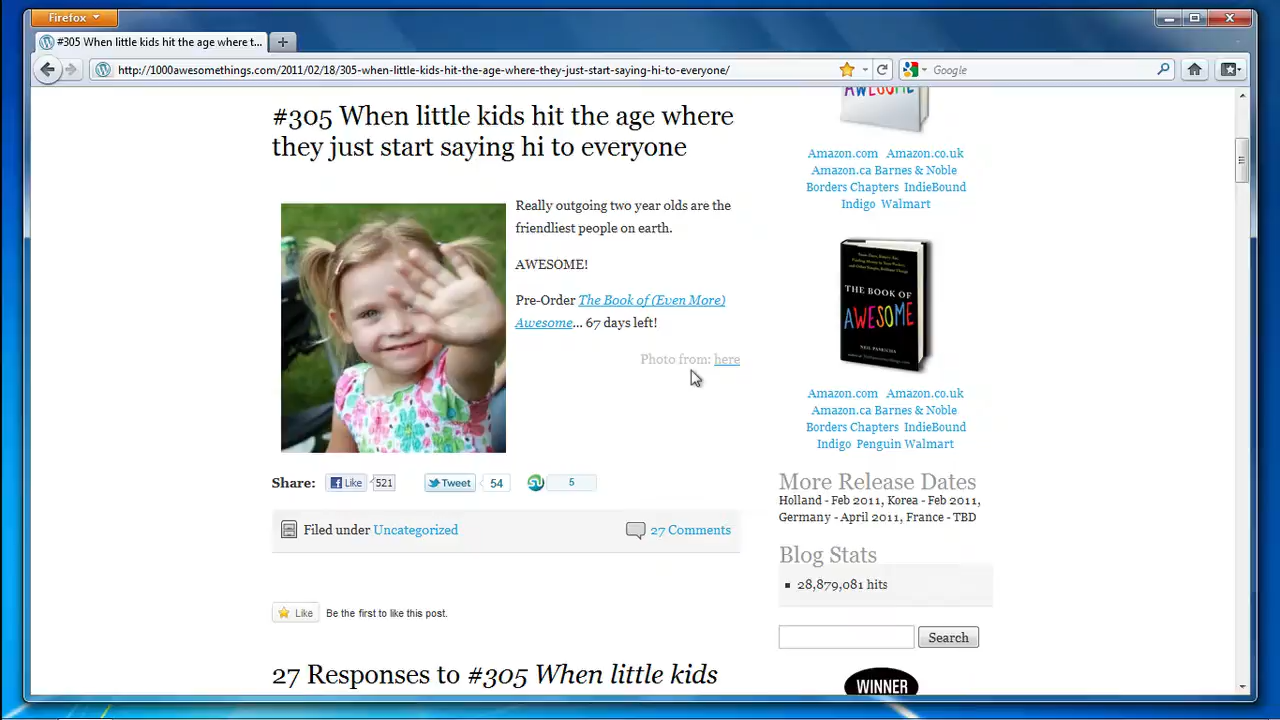 Firefox
#305 When little kids hit the age where t...
http://1000awesomethings.com/2011/02/18/305-when-little-kids-hit-the-age-where-they-just-start-saying-hi-to-everyone/
Google
#305 When little kids hit the age where
they just start saying hi to everyone
Really outgoing two year olds are the
friendliest people on earth.
AWESOME!
Pre-Order The Book of (Even More)
Awesome... 67 days left!
Photo from: here
Share: Like 521 Tweet 54 5
Filed under Uncategorized 27 Comments
Like Be the first to like this post.
27 Responses to #305 When little kids
AWESOME
Amazon.com Amazon.co.uk
Amazon.ca Barnes & Noble
Borders Chapters IndieBound
Indigo Walmart
THE BOOK OF
AWESOME
NEIL PASRICHA
Amazon.com Amazon.co.uk
Amazon.ca Barnes & Noble
Borders Chapters IndieBound
Indigo Penguin Walmart
More Release Dates
Holland - Feb 2011, Korea - Feb 2011,
Germany - April 2011, France - TBD
Blog Stats
28,879,081 hits
Search
WINNER